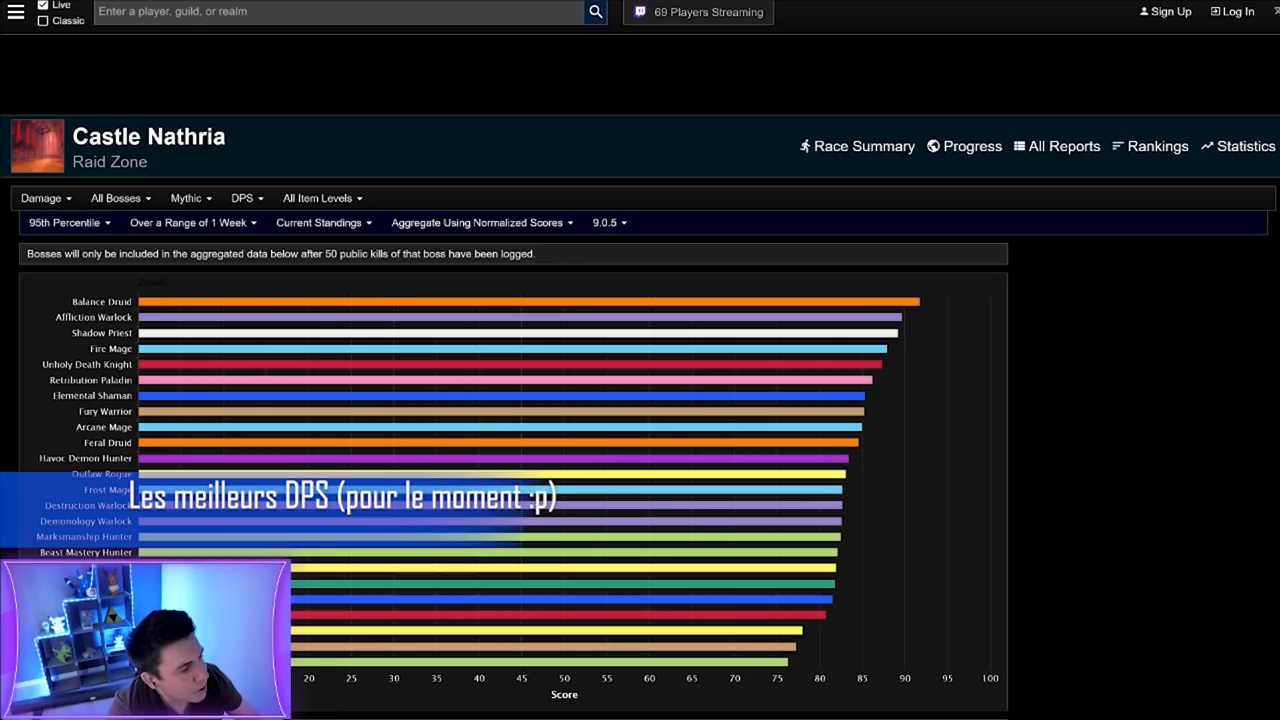 Live
Classic
Enter a player, guild, or realm
69 Players Streaming
Sign Up
Log In
Castle Nathria
Raid Zone
Race Summary
Progress
All Reports
Rankings
Statistics
Damage
All Bosses
Mythic
DPS
All Item Levels
95th Percentile
Over a Range of 1 Week
Current Standings
Aggregate Using Normalized Scores
9.0.5
Bosses will only be included in the aggregated data below after 50 public kills of that boss have been logged.
Zoom
Balance Druid
Affliction Warlock
Shadow Priest
Fire Mage
Unholy Death Knight
Retribution Paladin
Elemental Shaman
Fury Warrior
Arcane Mage
Feral Druid
Havoc Demon Hunter
Outlaw Rogue
Frost Mage
Les meilleurs DPS (pour le moment :p)
Destruction Warlock
Demonology Warlock
Marksmanship Hunter
Beast Mastery Hunter
20 25 30 35 40 45 50 55 60 65 70 75 80 85 90 95 100
Score